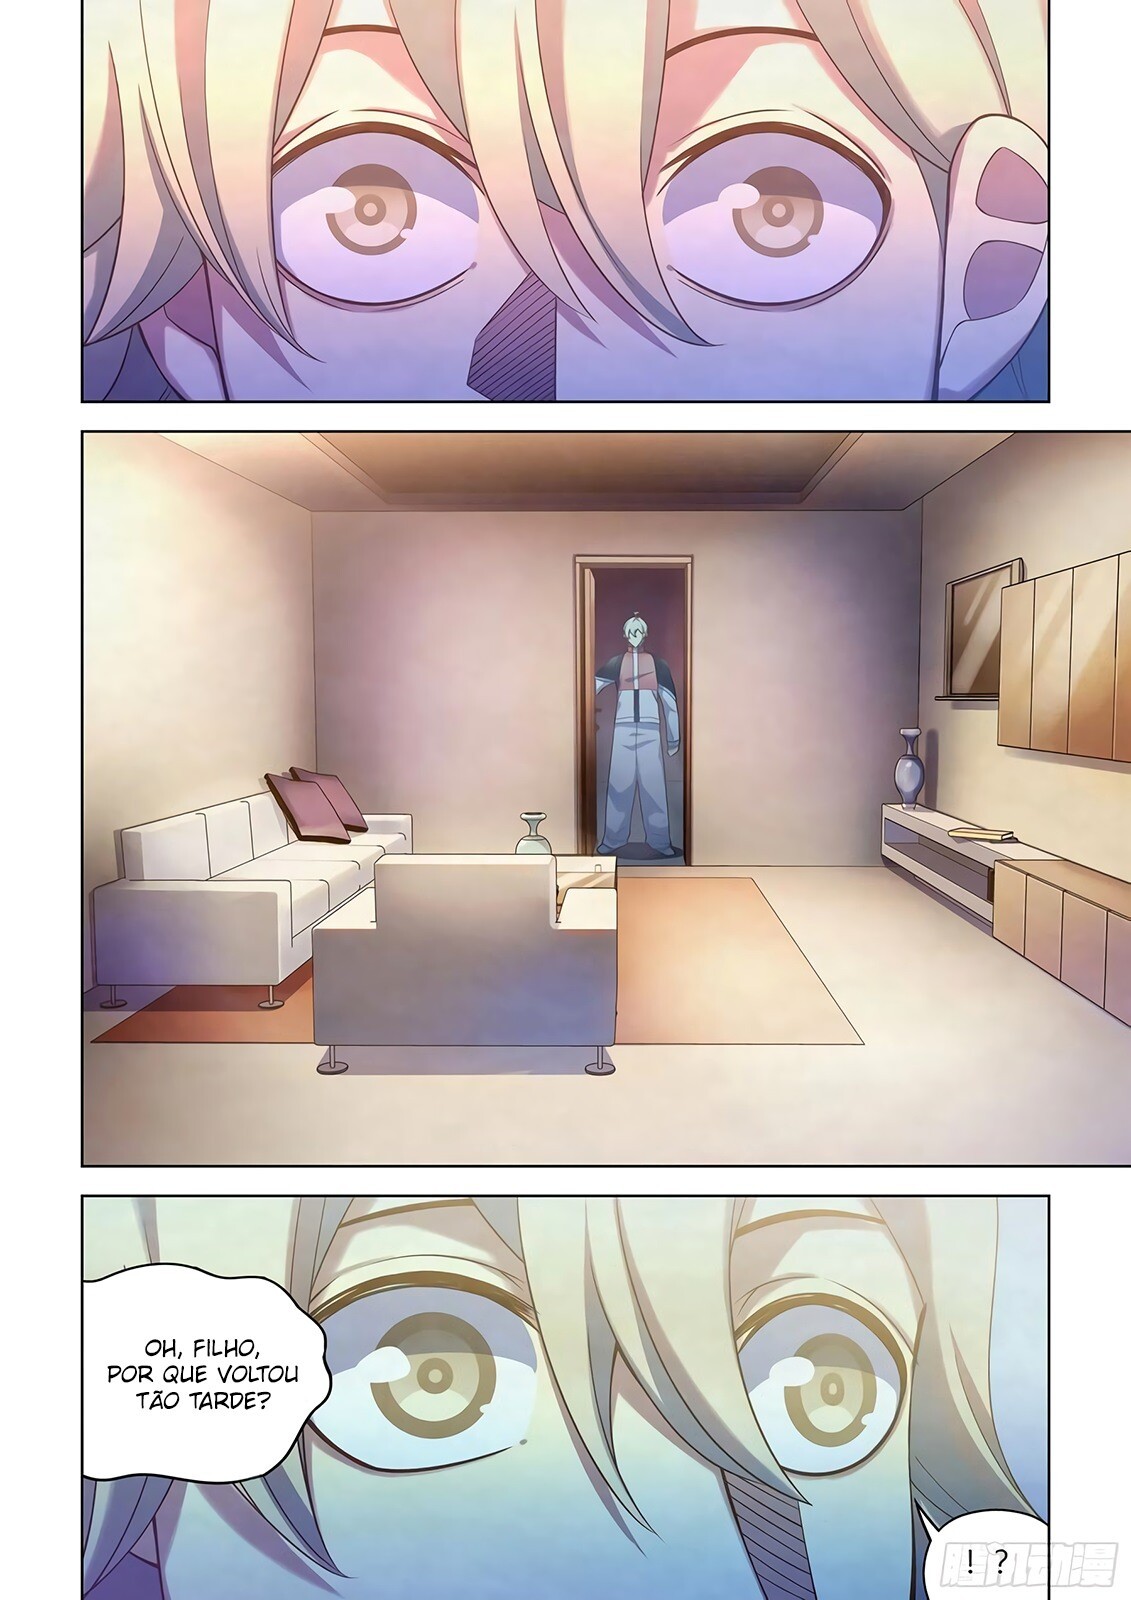 OH, FILHO,
POR QUE VOLTOU
TÃO TARDE?
! ?
腾讯动漫